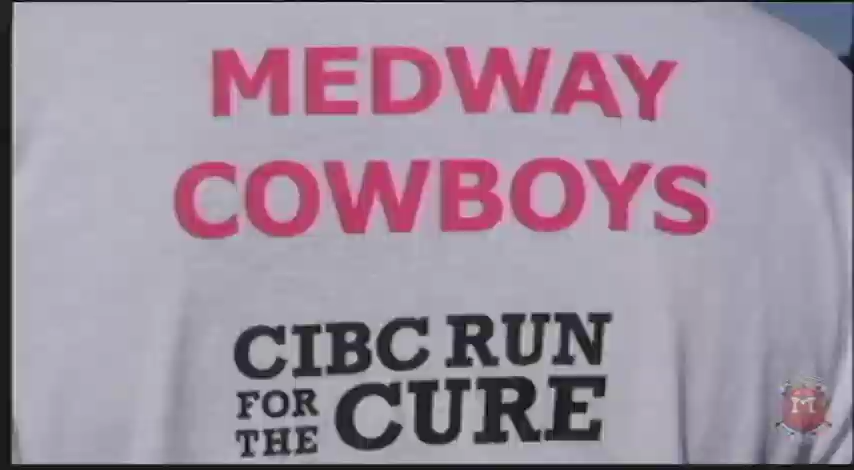 MEDWAY
COWBOYS
CIBC RUN
FOR
THE
CURE
M